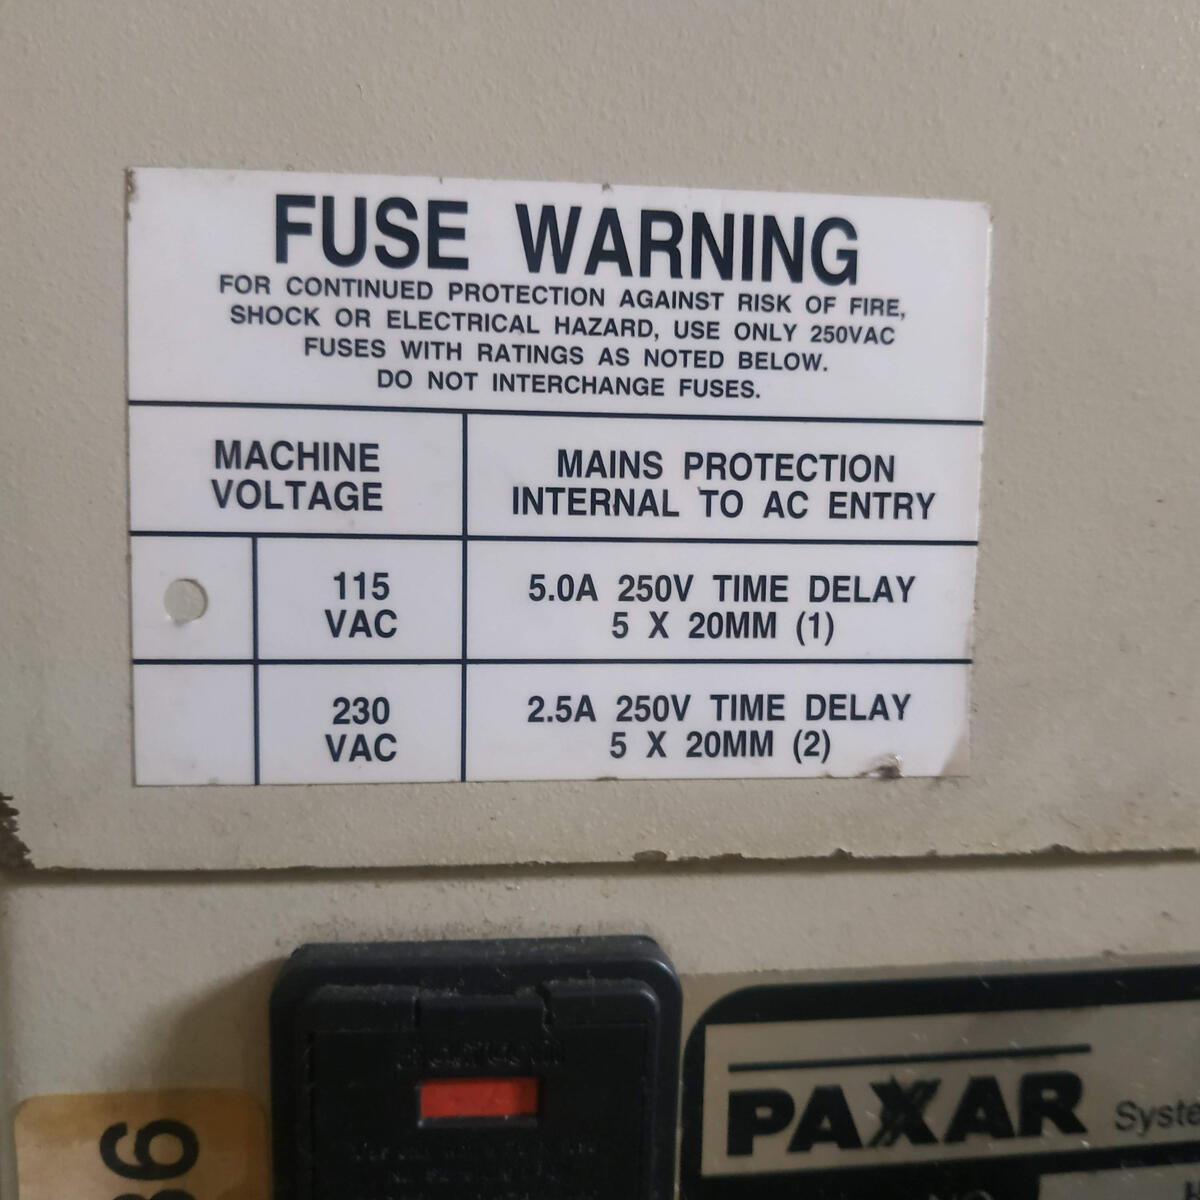 FUSE WARNING
FOR CONTINUED PROTECTION AGAINST RISK OF FIRE,
SHOCK OR ELECTRICAL HAZARD, USE ONLY 250VAC
FUSES WITH RATINGS AS NOTED BELOW.
DO NOT INTERCHANGE FUSES.
MACHINE
VOLTAGE
MAINS PROTECTION
INTERNAL TO AC ENTRY
115
VAC
5.0A 250V TIME DELAY
5 X 20MM (1)
230
VAC
2.5A 250V TIME DELAY
5 X 20MM (2)
PAXAR
Syste